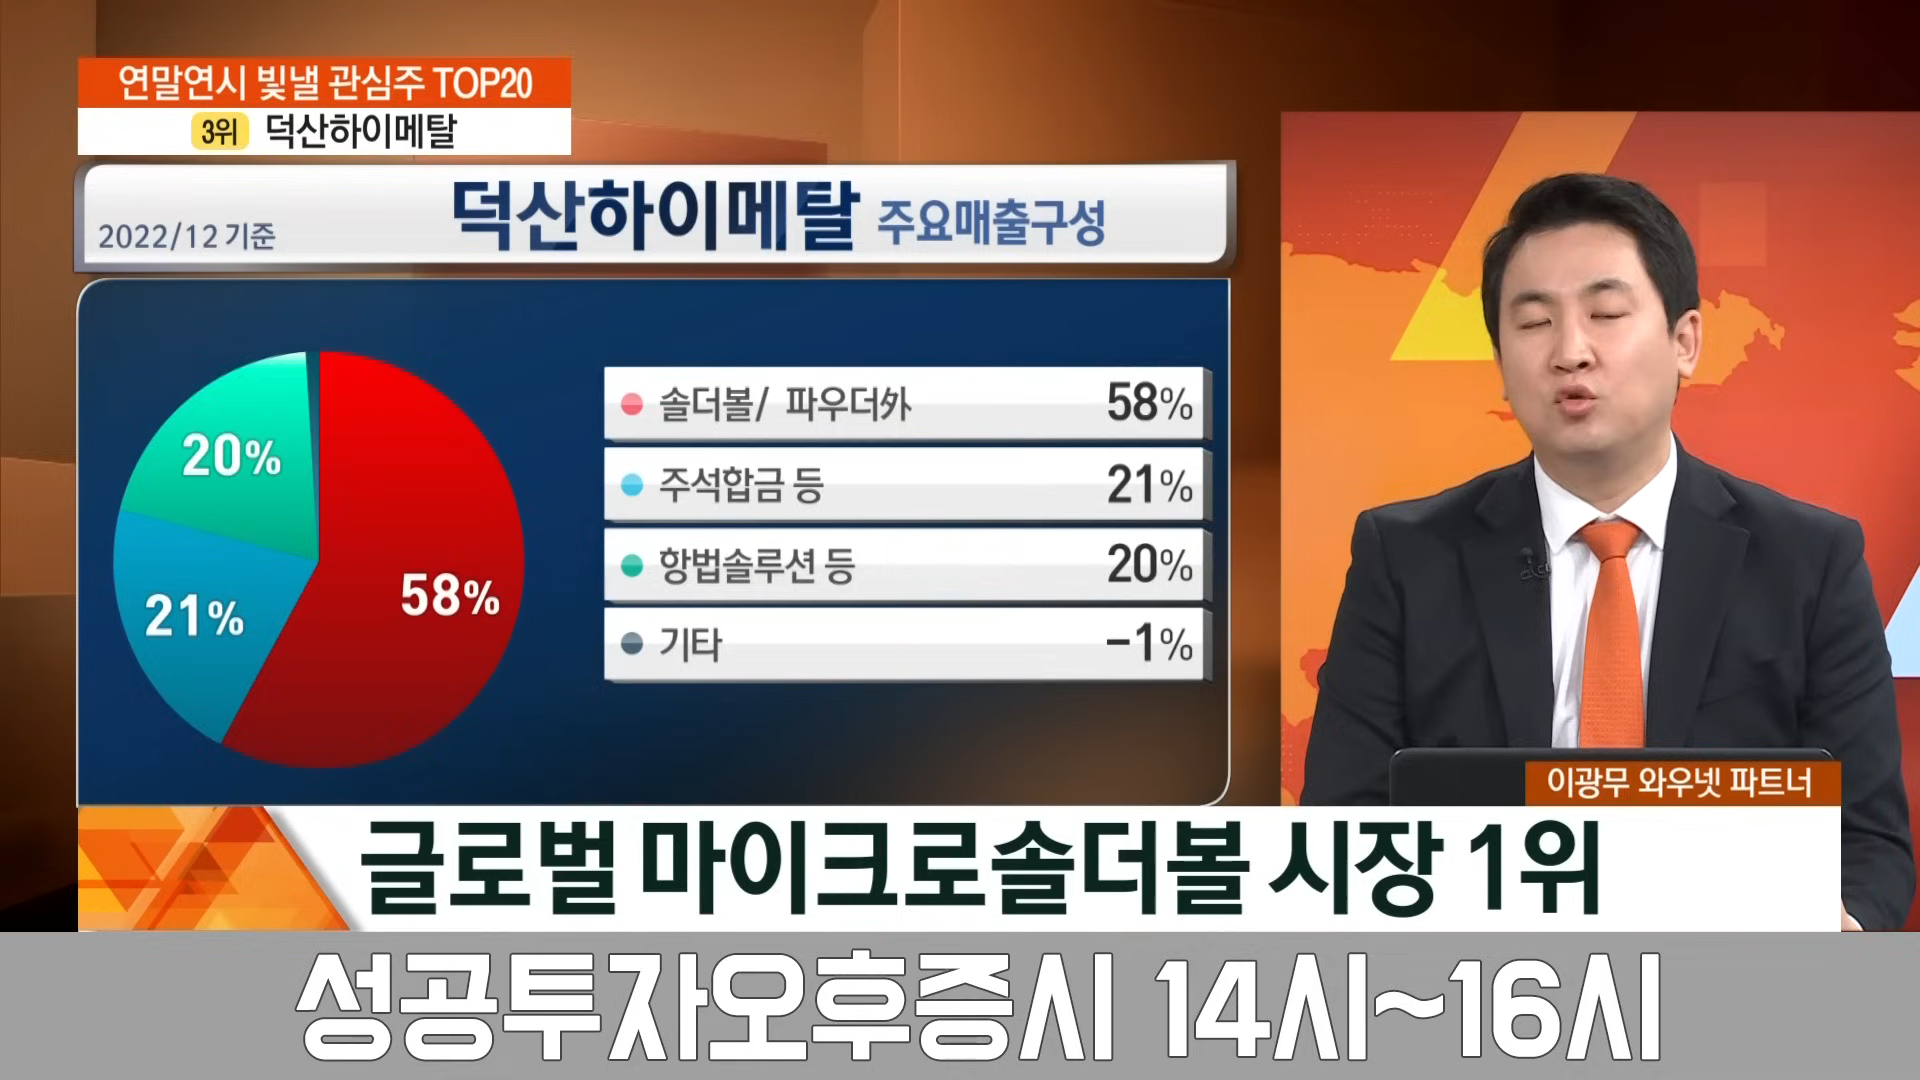 연말연시 빛낼 관심주 TOP20
3위 덕산하이메탈
2022/12 기준 덕산하이메탈 주요매출구성
20%
21%
58%
솔더볼/ 파우더外 58%
주석합금 등 21%
항법솔루션 등 20%
기타 -1%
이광무 와우넷 파트너
글로벌 마이크로솔더볼 시장 1위
성공투자오후증시 14시~16시